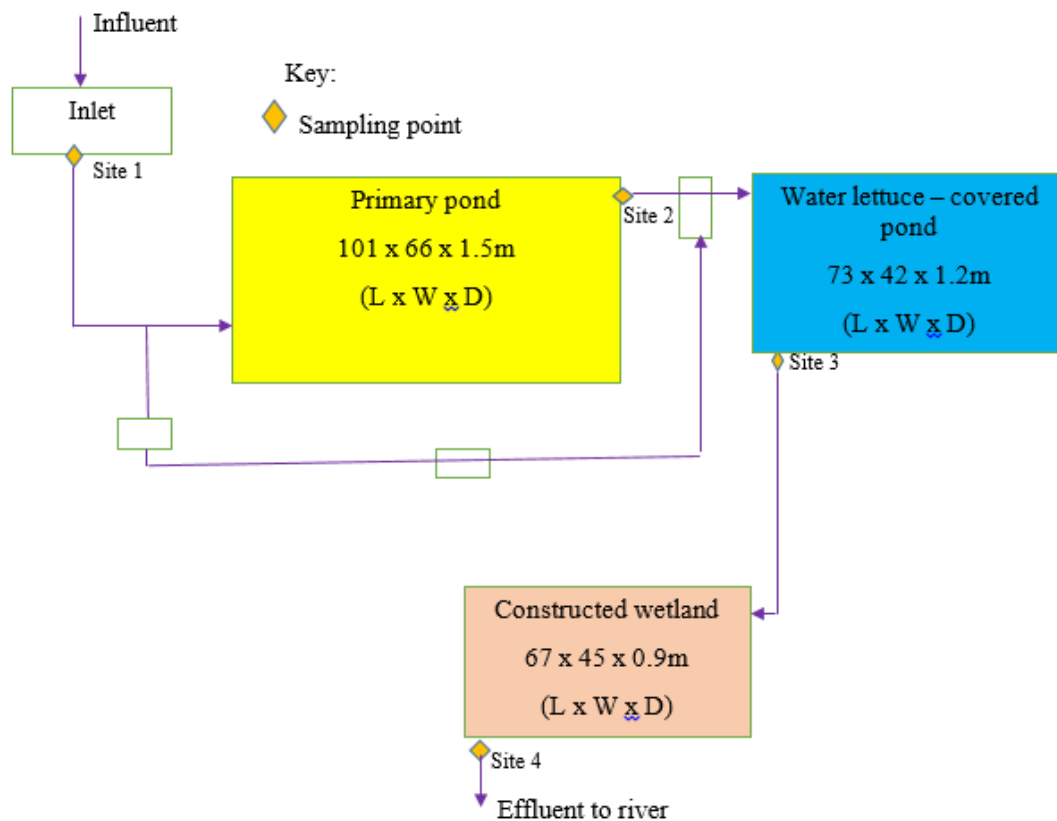 Influent
Key:
Inlet
Sampling point
Site 1
Primary pond
101 x 66 x 1.5m
(L x W x D)
Site 2
Water lettuce – covered
pond
73 x 42 x 1.2m
(L x W x D)
Site 3
Constructed wetland
67 x 45 x 0.9m
(L x W x D)
Site 4
Effluent to river